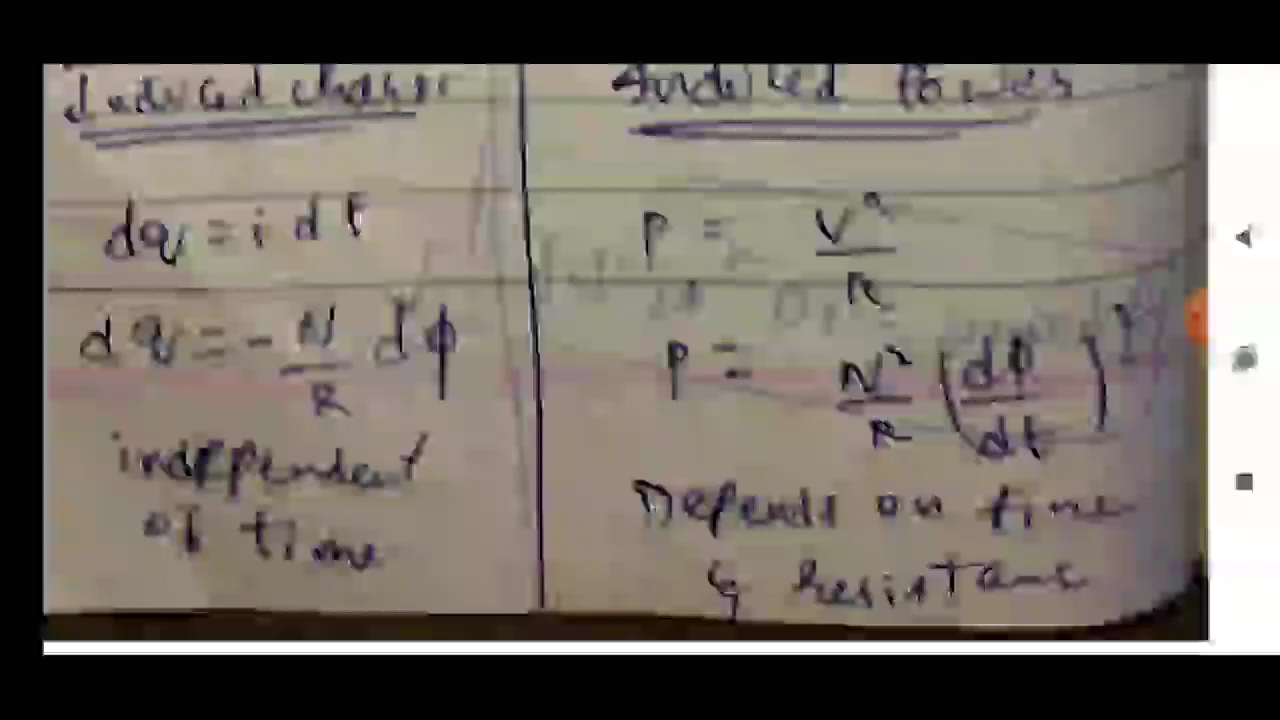 Induced charge
dq = i dt
dq = - N/R dϕ
independent
of time
Induced Power
P = V²/R
P = N²/R (dϕ/dt)²
Depends on time
& resistance